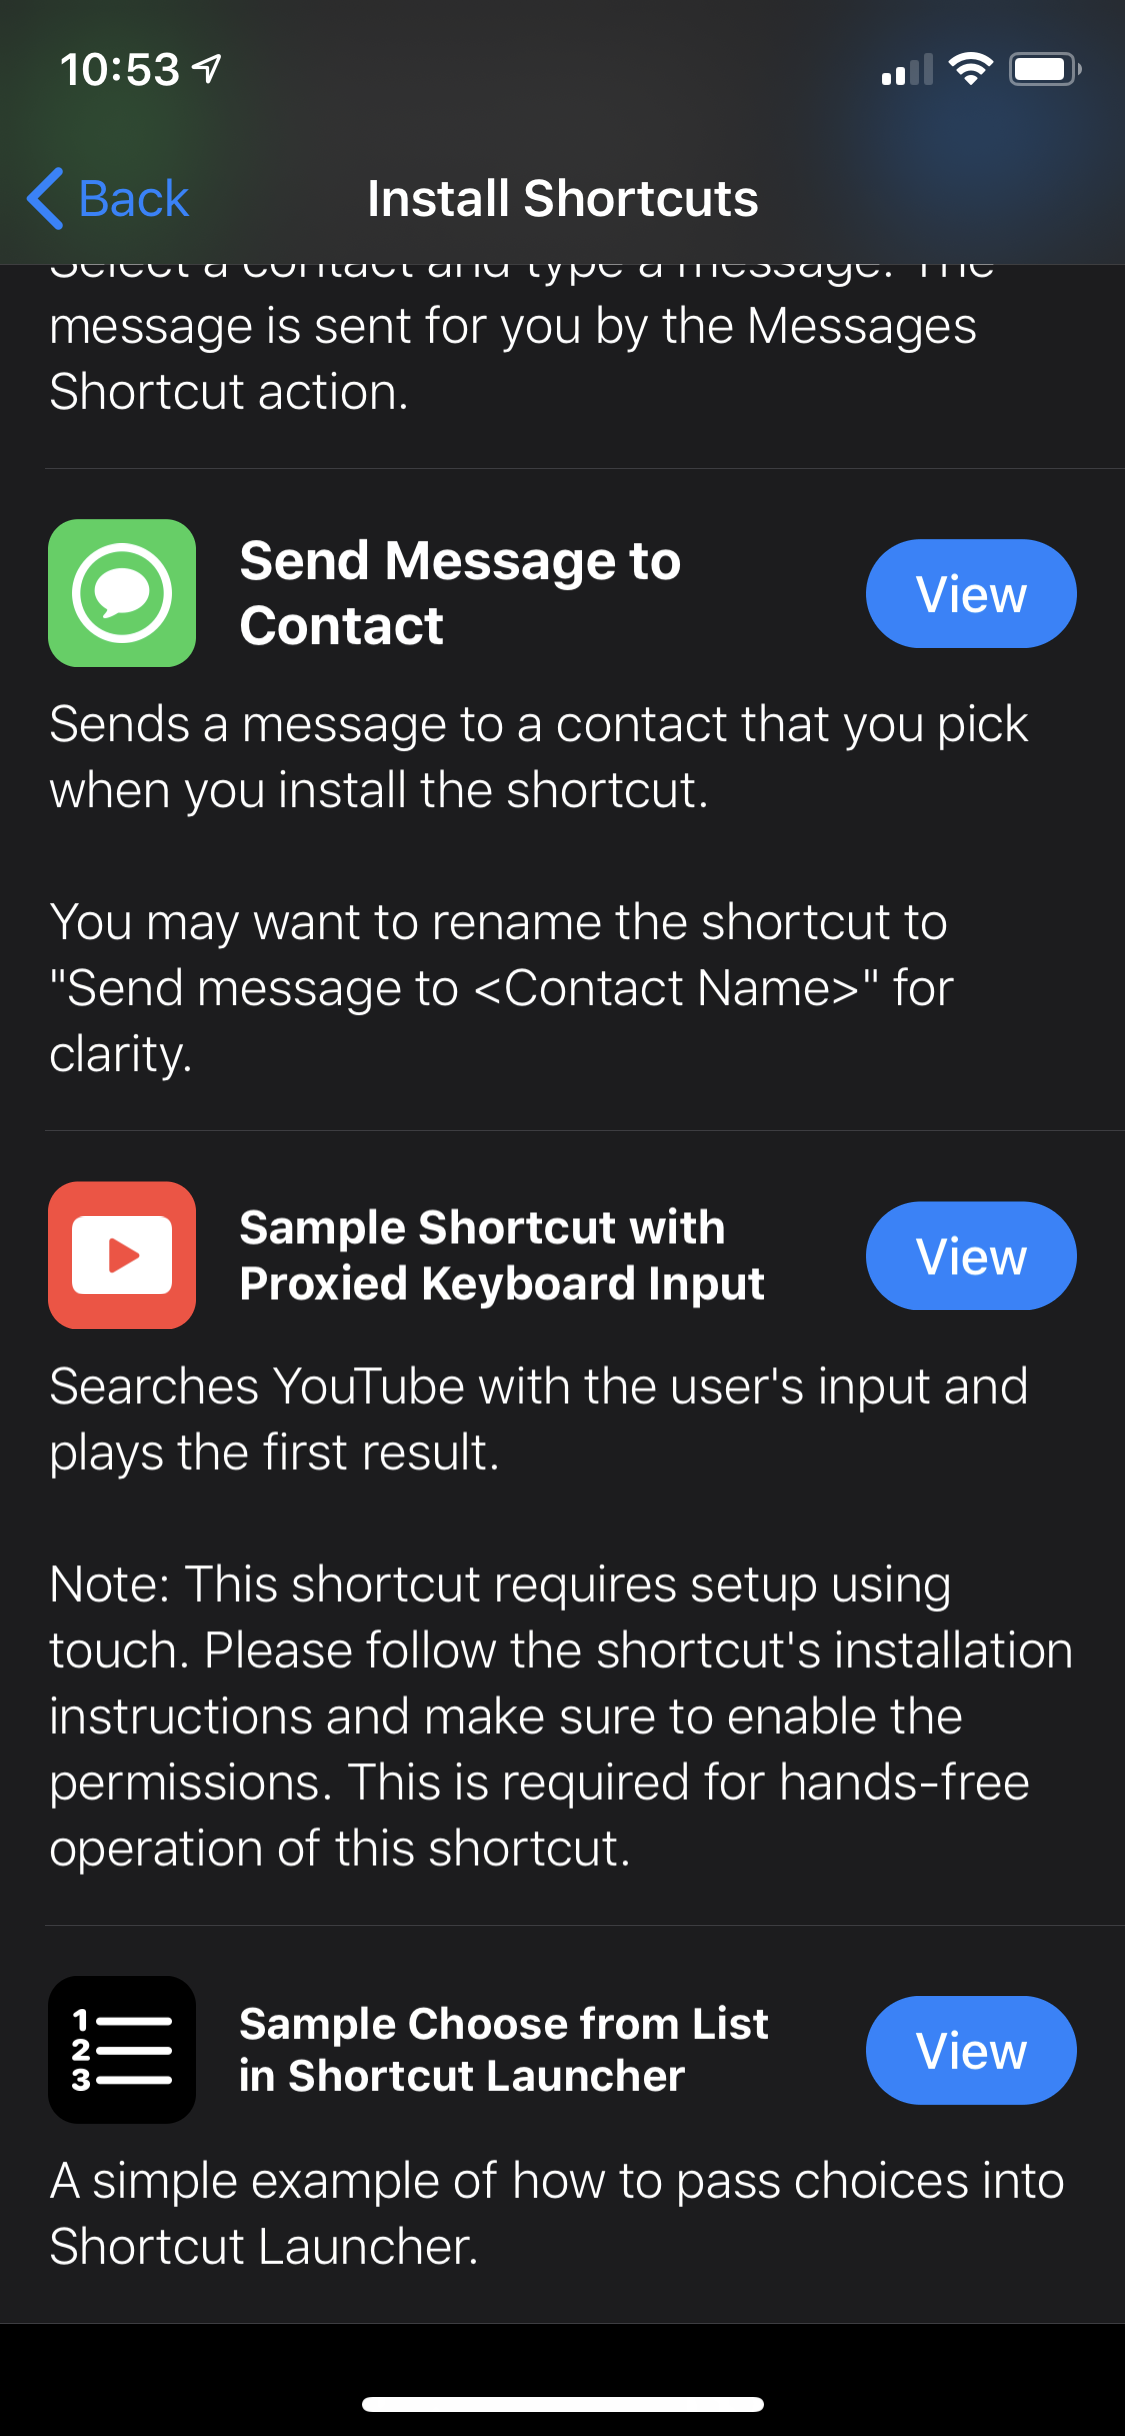 10:53
Back
Install Shortcuts
Select a contact and type a message. The
message is sent for you by the Messages
Shortcut action.
Send Message to
Contact
View
Sends a message to a contact that you pick
when you install the shortcut.
You may want to rename the shortcut to
"Send message to <Contact Name>" for
clarity.
Sample Shortcut with
Proxied Keyboard Input
View
Searches YouTube with the user's input and
plays the first result.
Note: This shortcut requires setup using
touch. Please follow the shortcut's installation
instructions and make sure to enable the
permissions. This is required for hands-free
operation of this shortcut.
1
2
3
Sample Choose from List
in Shortcut Launcher
View
A simple example of how to pass choices into
Shortcut Launcher.